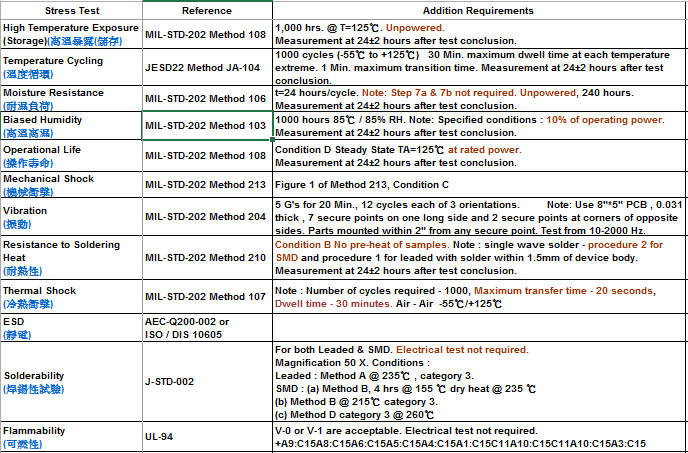 Stress Test Reference Addition Requirements
High Temperature Exposure (Storage)(高溫暴露(儲存) MIL-STD-202 Method 108 1,000 hrs. @ T=125℃. Unpowered.
Measurement at 24±2 hours after test conclusion.
Temperature Cycling
(溫度循環)
JESD22 Method JA-104
1000 cycles (-55℃ to +125℃) 30 Min. maximum dwell time at each temperature
extreme. 1 Min. maximum transition time. Measurement at 24±2 hours after test
conclusion.
Moisture Resistance
(耐濕負荷)
MIL-STD-202 Method 106
t=24 hours/cycle. Note: Step 7a & 7b not required. Unpowered, 240 hours.
Measurement at 24±2 hours after test conclusion.
Biased Humidity
(高溫高濕)
MIL-STD-202 Method 103
1000 hours 85℃ / 85% RH. Note: Specified conditions : 10% of operating power.
Measurement at 24±2 hours after test conclusion.
Operational Life
(操作壽命)
MIL-STD-202 Method 108
Condition D Steady State TA=125℃ at rated power.
Measurement at 24±2 hours after test conclusion.
Mechanical Shock
(機械衝擊)
MIL-STD-202 Method 213
Figure 1 of Method 213, Condition C
Vibration
(振動)
MIL-STD-202 Method 204
5 G's for 20 Min., 12 cycles each of 3 orientations. Note: Use 8"*5" PCB , 0.031
thick , 7 secure points on one long side and 2 secure points at corners of opposite
sides. Parts mounted within 2" from any secure point. Test from 10-2000 Hz.
Resistance to Soldering
Heat
(耐熱性)
MIL-STD-202 Method 210
Condition B No pre-heat of samples. Note : single wave solder - procedure 2 for
SMD and procedure 1 for leaded with solder within 1.5mm of device body.
Measurement at 24±2 hours after test conclusion.
Thermal Shock
(冷熱衝擊)
MIL-STD-202 Method 107
Note : Number of cycles required - 1000, Maximum transfer time - 20 seconds,
Dwell time - 30 minutes. Air - Air -55℃/+125℃
ESD
(靜電)
AEC-Q200-002 or
ISO / DIS 10605
Solderability
(焊錫性試驗)
J-STD-002
For both Leaded & SMD. Electrical test not required.
Magnification 50 X. Conditions :
Leaded : Method A @ 235℃ , category 3.
SMD : (a) Method B, 4 hrs @ 155 ℃ dry heat @ 235 ℃
(b) Method B @ 215℃ category 3.
(c) Method D category 3 @ 260℃
Flammability
(可燃性)
UL-94
V-0 or V-1 are acceptable. Electrical test not required.
+A9:C15A8:C15A6:C15A5:C15A4:C15A1:C15C11A10:C15C11A10:C15A3:C15